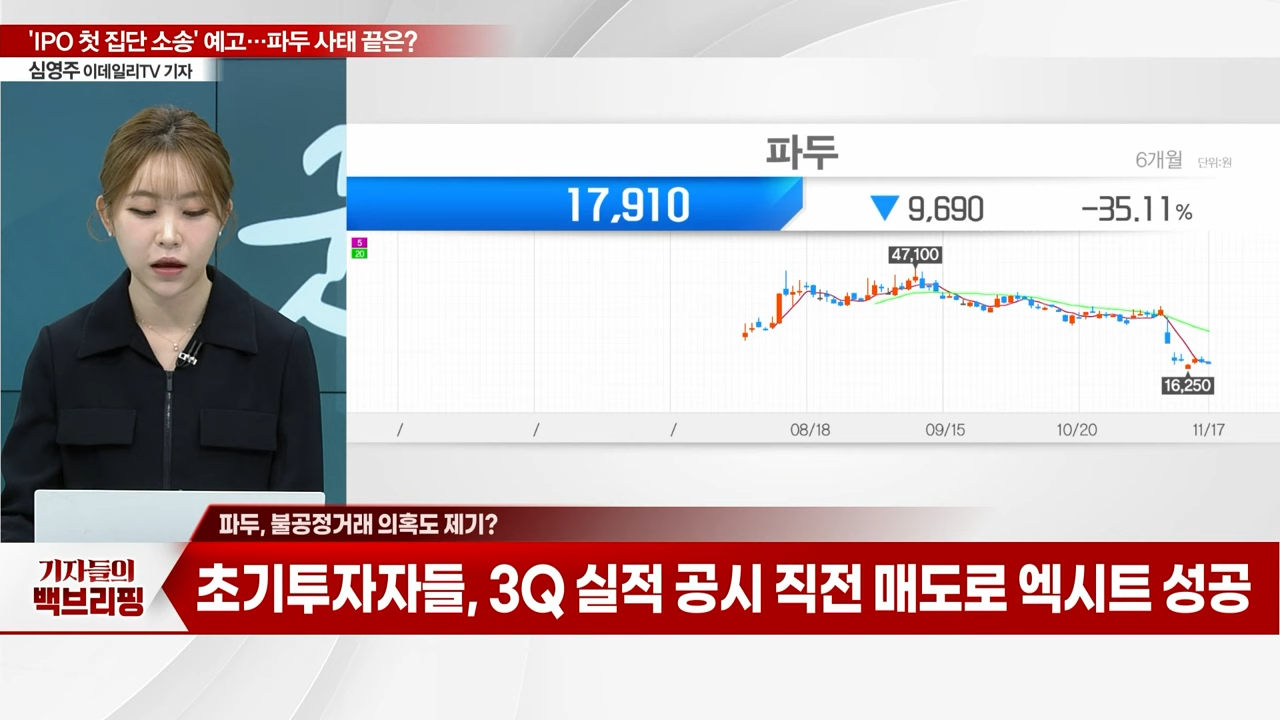 'IPO 첫 집단 소송' 예고…파두 사태 끝은?
심영주 이데일리TV 기자
파두
6개월 단위:원
17,910 ▼ 9,690 -35.11%
5
20
47,100
16,250
/ / / 08/18 09/15 10/20 11/17
파두, 불공정거래 의혹도 제기?
기자들의
백브리핑
초기투자자들, 3Q 실적 공시 직전 매도로 엑시트 성공